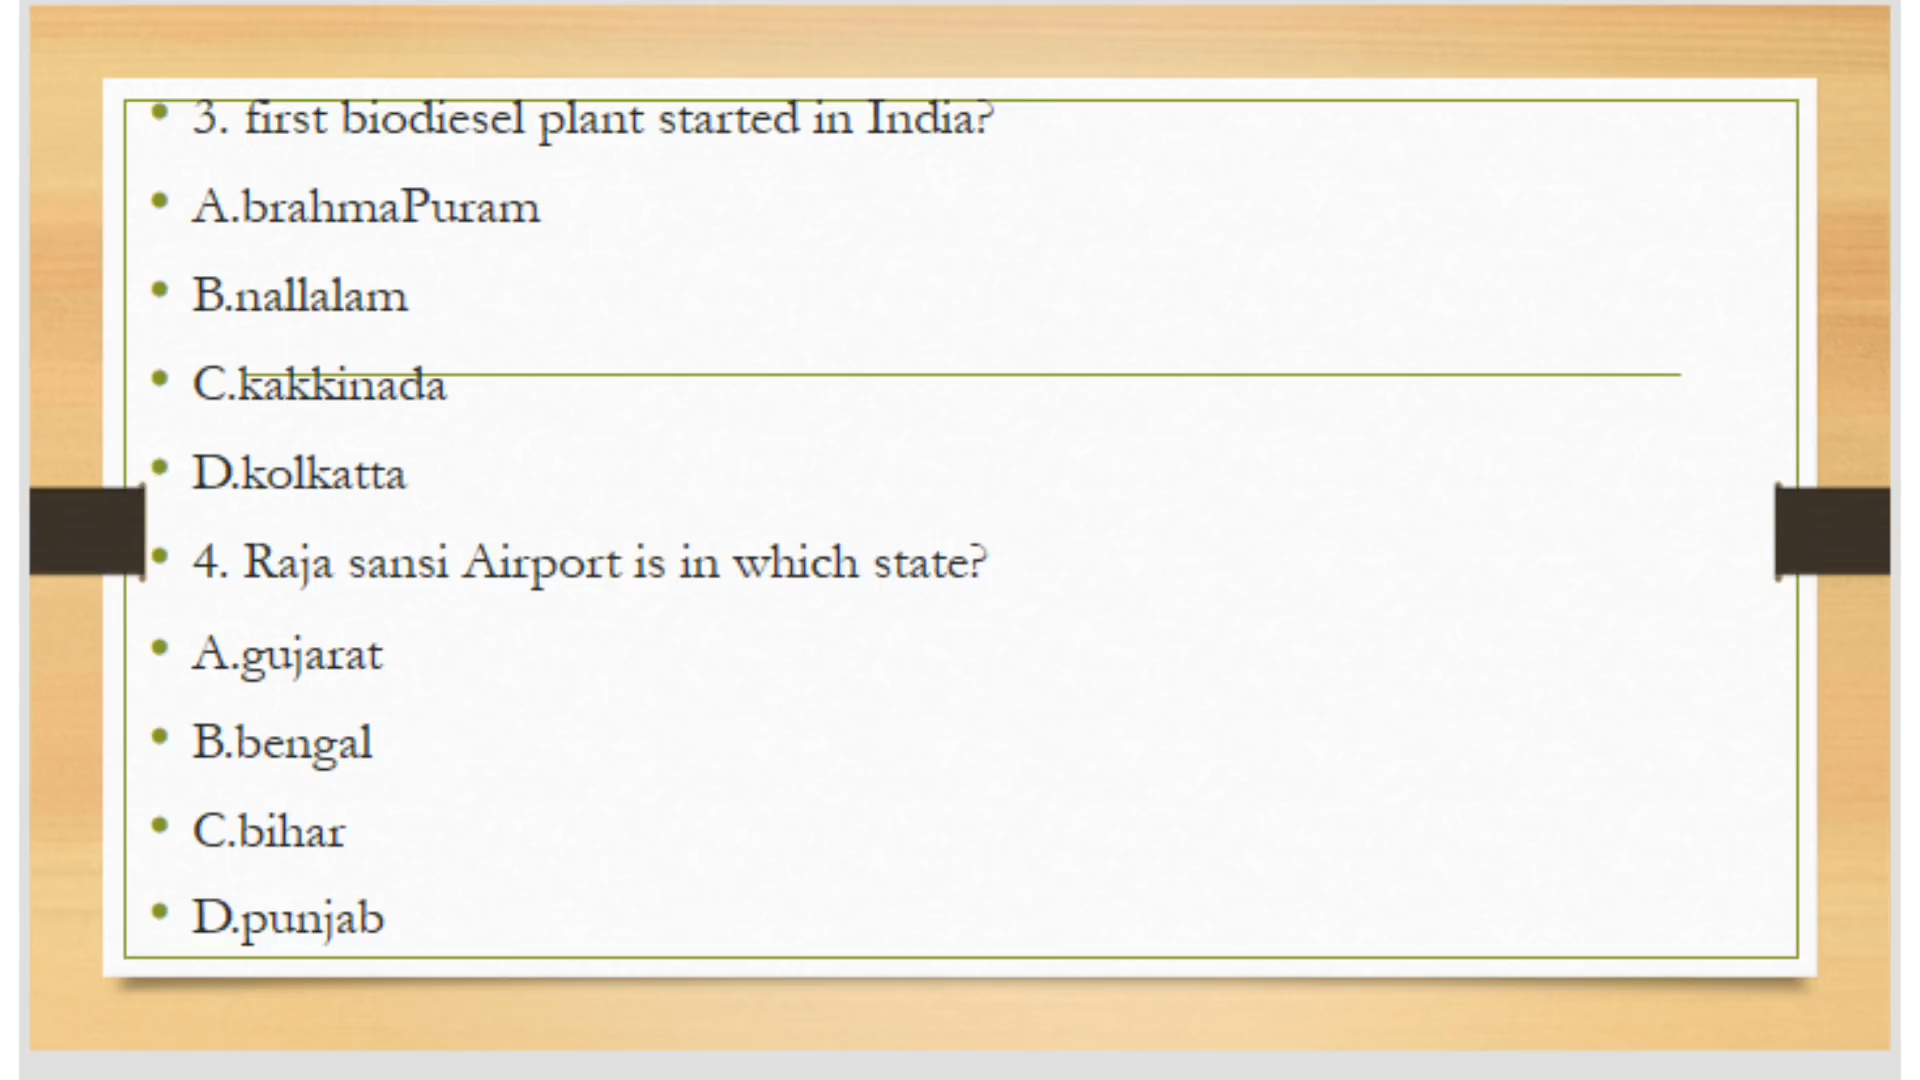 3. first biodiesel plant started in India?
A.brahmaPuram
B.nallalam
C.kakkinada
D.kolkatta
4. Raja sansi Airport is in which state?
A.gujarat
B.bengal
C.bihar
D.punjab